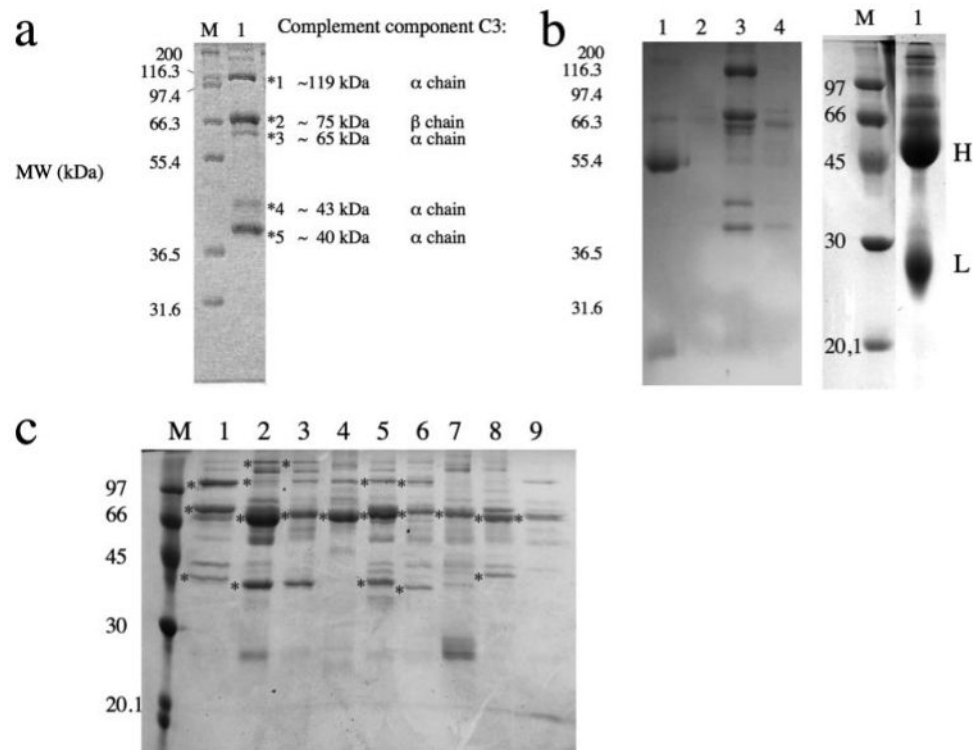 a
M 1 Complement component C3:
200
116.3
97.4
66.3
55.4
36.5
31.6
MW (kDa)
*1 ~119 kDa α chain
*2 ~ 75 kDa β chain
*3 ~ 65 kDa α chain
*4 ~ 43 kDa α chain
*5 ~ 40 kDa α chain
b
1 2 3 4
200
116.3
97.4
66.3
55.4
36.5
31.6
M 1
97
66
45
30
20,1
H
L
c
M 1 2 3 4 5 6 7 8 9
97
66
45
30
20.1
* * * * * * * * * * * * * * * * * * * * *